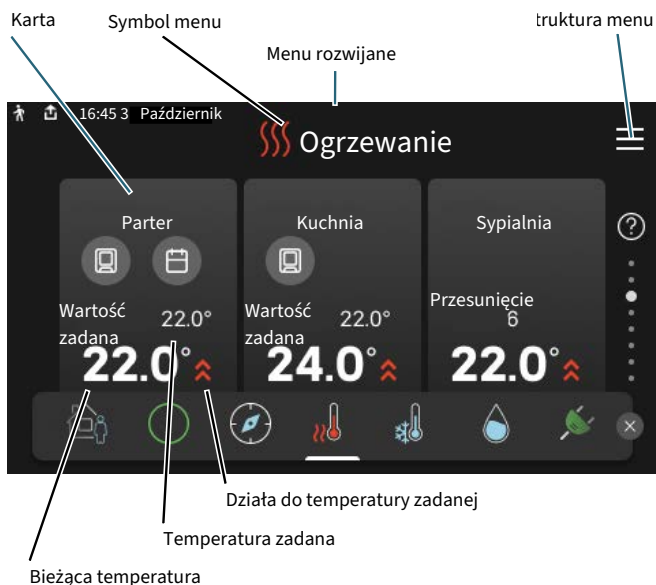 Karta
Symbol menu
truktura menu
Menu rozwijane
16:45 3 Październik
Ogrzewanie
Parter
Kuchnia
Sypialnia
?
Wartość zadana 22.0°
Wartość zadana 22.0°
Przesunięcie 6
22.0°
24.0°
22.0°
Działa do temperatury zadanej
Temperatura zadana
Bieżąca temperatura